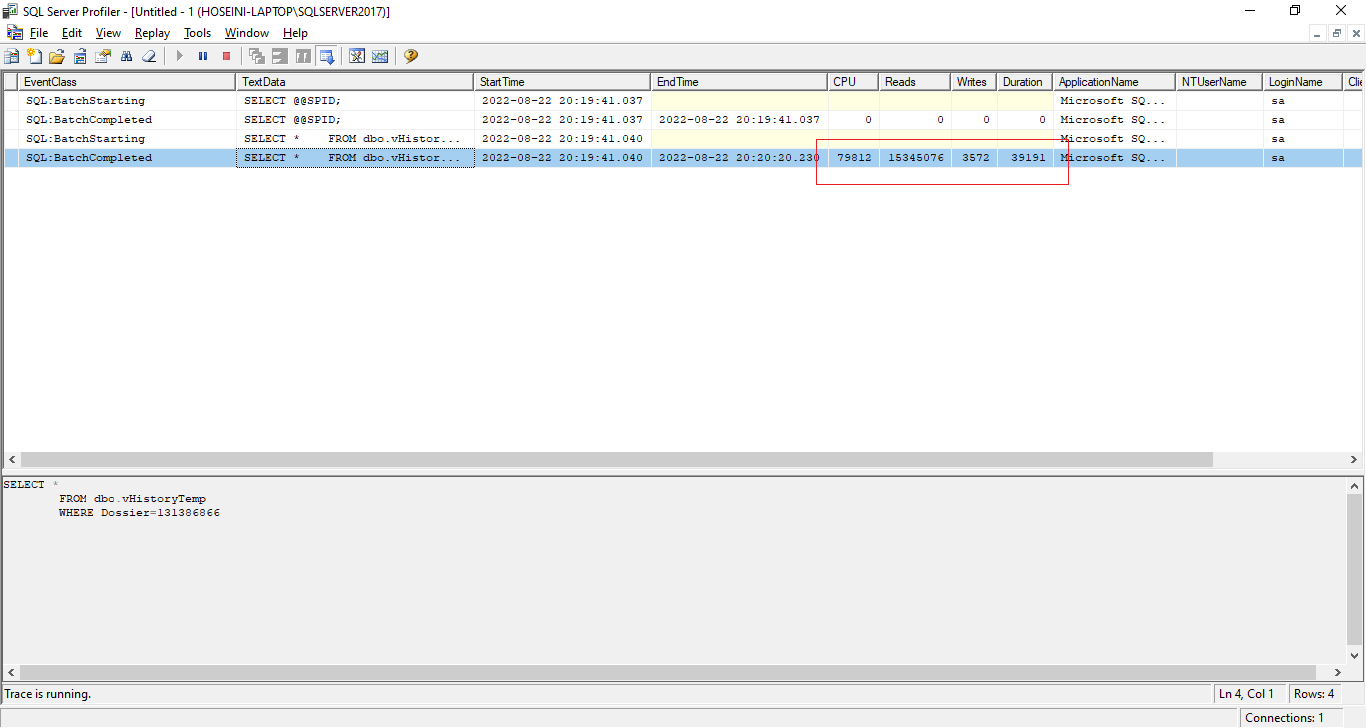 SQL Server Profiler - [Untitled - 1 (HOSEINI-LAPTOP\SQLSERVER2017)]
File Edit View Replay Tools Window Help
EventClass TextData StartTime EndTime CPU Reads Writes Duration ApplicationName NTUserName LoginName Clie
SQL:BatchStarting SELECT @@SPID; 2022-08-22 20:19:41.037 Microsoft SQ... sa
SQL:BatchCompleted SELECT @@SPID; 2022-08-22 20:19:41.037 2022-08-22 20:19:41.037 0 0 0 0 Microsoft SQ... sa
SQL:BatchStarting SELECT * FROM dbo.vHistor... 2022-08-22 20:19:41.040 Microsoft SQ... sa
SQL:BatchCompleted SELECT * FROM dbo.vHistor... 2022-08-22 20:19:41.040 2022-08-22 20:20:20.230 79812 15345076 3572 39191 Microsoft SQ... sa
SELECT *
FROM dbo.vHistoryTemp
WHERE Dossier=131386866
Trace is running. Ln 4, Col 1 Rows: 4
Connections: 1